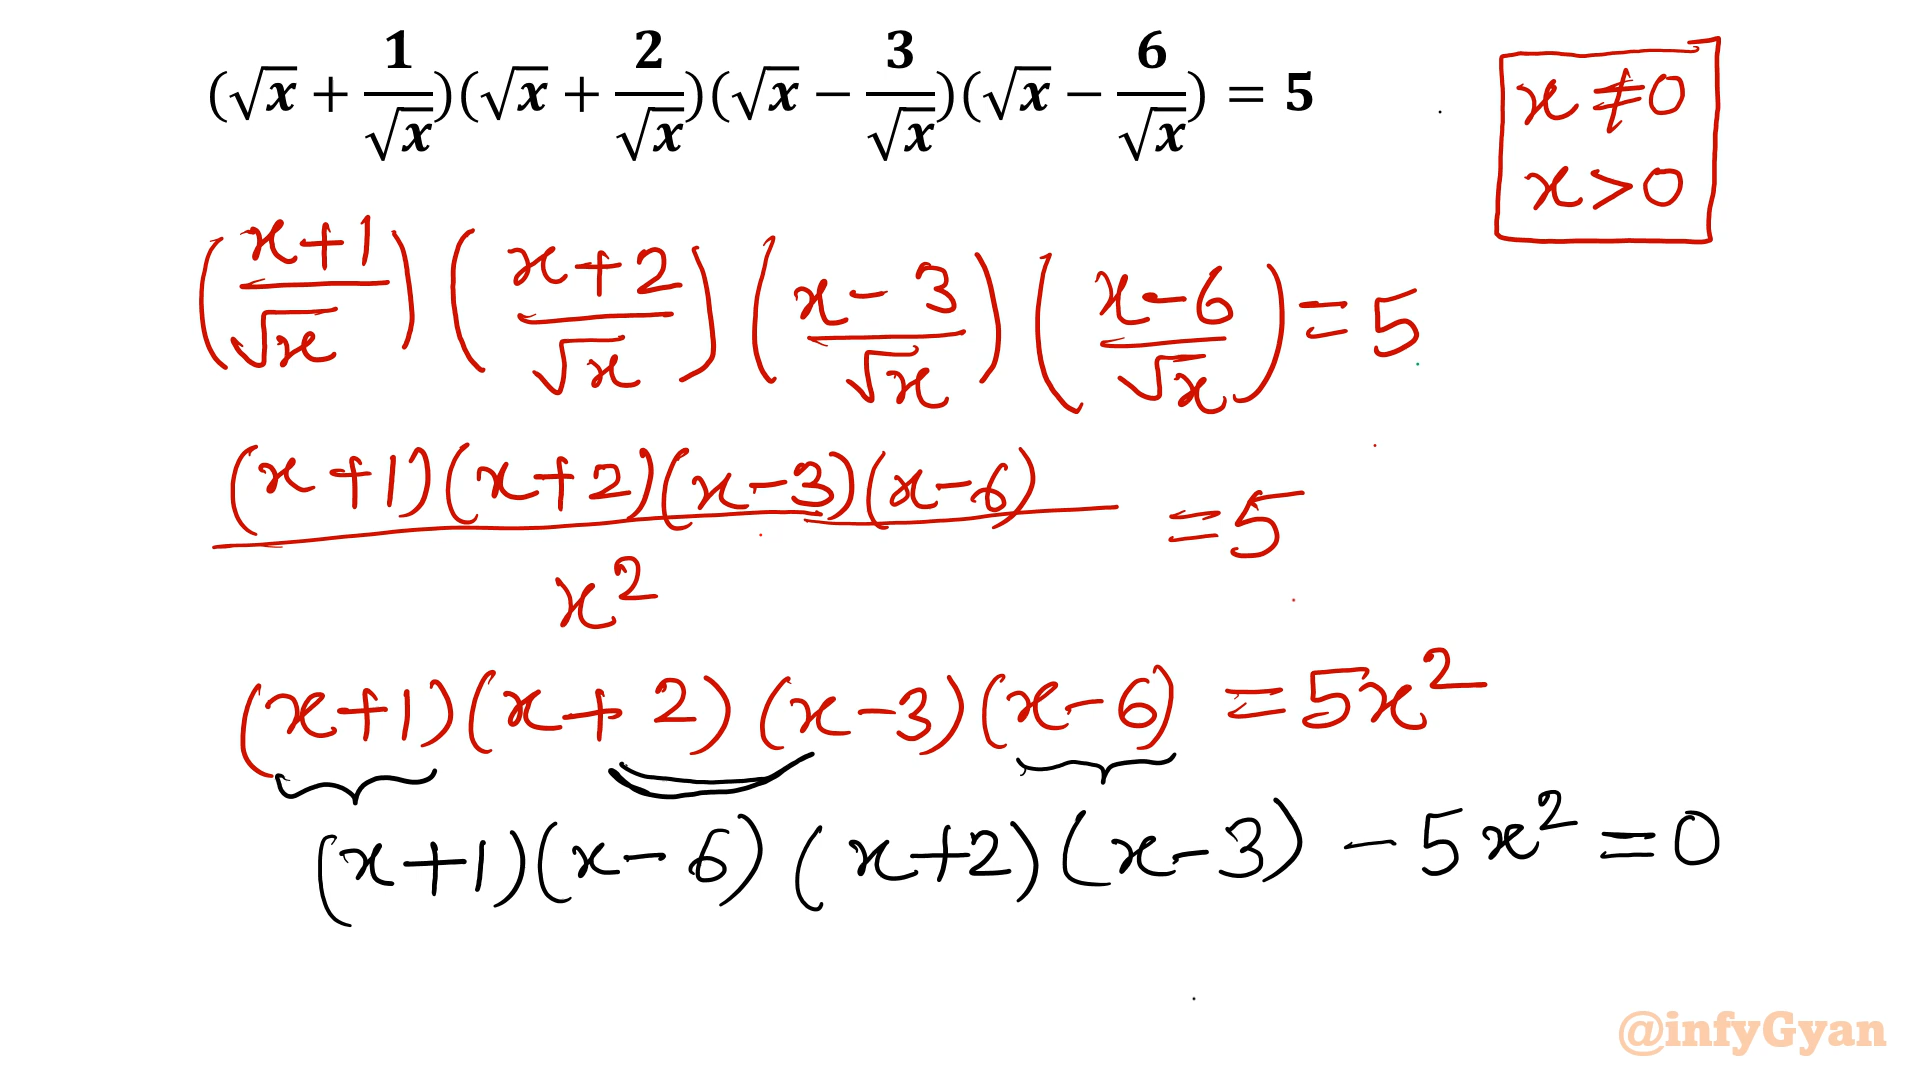 (√x + 1/√x)(√x + 2/√x)(√x − 3/√x)(√x − 6/√x) = 5
x ≠ 0
x > 0
((x+1)/√x) ((x+2)/√x) ((x−3)/√x) ((x−6)/√x) = 5
(x+1)(x+2)(x−3)(x−6)/x² = 5
(x+1)(x+2)(x−3)(x−6) = 5x²
(x+1)(x−6)(x+2)(x−3) − 5x² = 0
@infyGyan